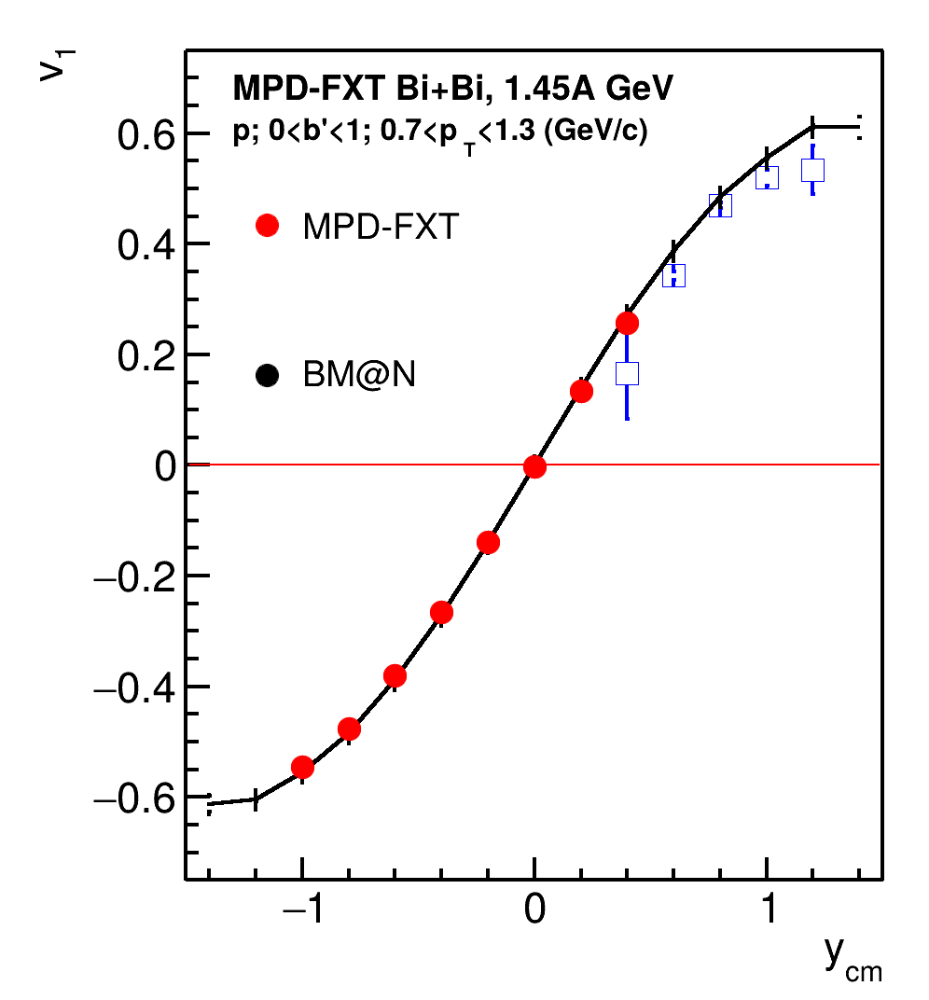 v1
MPD-FXT Bi+Bi, 1.45A GeV
p; 0<b'<1; 0.7<pT<1.3 (GeV/c)
MPD-FXT
BM@N
0.6
0.4
0.2
0
−0.2
−0.4
−0.6
−1 0 1
ycm